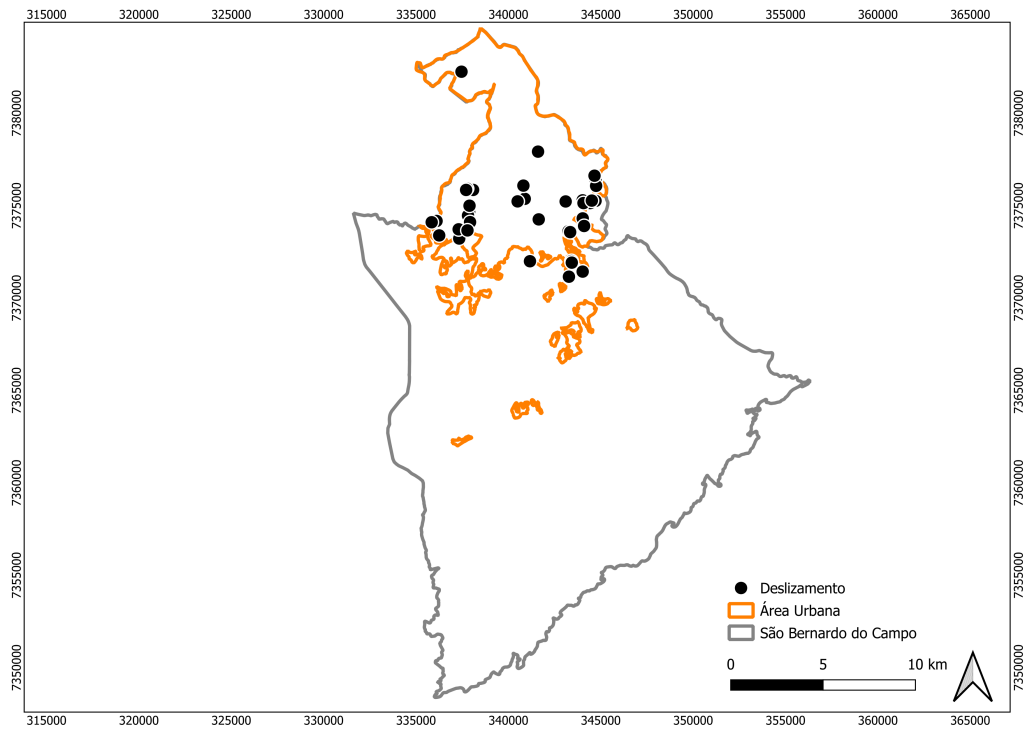 315000 320000 325000 330000 335000 340000 345000 350000 355000 360000 365000
7380000 7380000
7375000 7375000
7370000 7370000
7365000 7365000
7360000 7360000
7355000 7355000
7350000 7350000
Deslizamento
Área Urbana
São Bernardo do Campo
0 5 10 km
315000 320000 325000 330000 335000 340000 345000 350000 355000 360000 365000